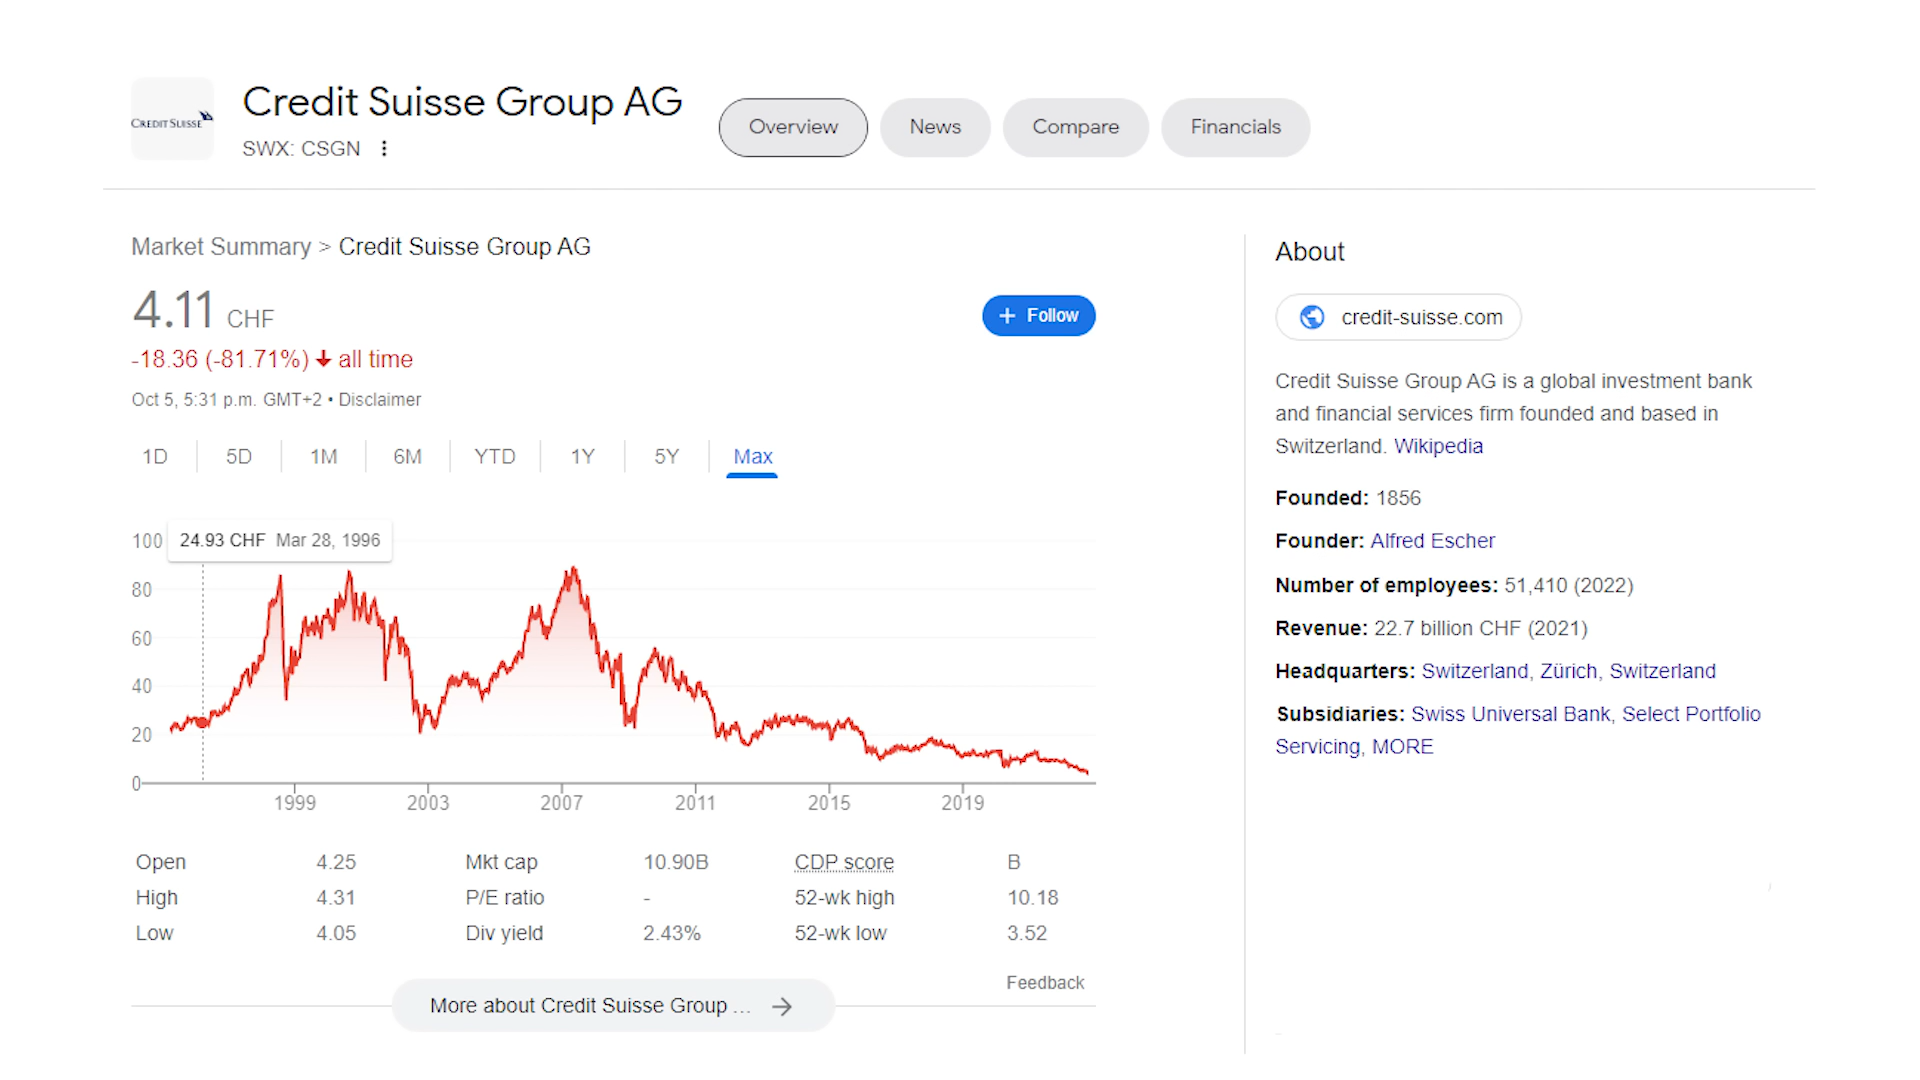 CREDIT SUISSE
Credit Suisse Group AG
SWX: CSGN
Overview
News
Compare
Financials
Market Summary > Credit Suisse Group AG
4.11 CHF
-18.36 (-81.71%) all time
Oct 5, 5:31 p.m. GMT+2 • Disclaimer
+ Follow
1D 5D 1M 6M YTD 1Y 5Y Max
24.93 CHF Mar 28, 1996
100
80
60
40
20
0
1999 2003 2007 2011 2015 2019
Open 4.25 Mkt cap 10.90B CDP score B
High 4.31 P/E ratio - 52-wk high 10.18
Low 4.05 Div yield 2.43% 52-wk low 3.52
Feedback
More about Credit Suisse Group ...
About
credit-suisse.com
Credit Suisse Group AG is a global investment bank
and financial services firm founded and based in
Switzerland. Wikipedia
Founded: 1856
Founder: Alfred Escher
Number of employees: 51,410 (2022)
Revenue: 22.7 billion CHF (2021)
Headquarters: Switzerland, Zürich, Switzerland
Subsidiaries: Swiss Universal Bank, Select Portfolio
Servicing, MORE